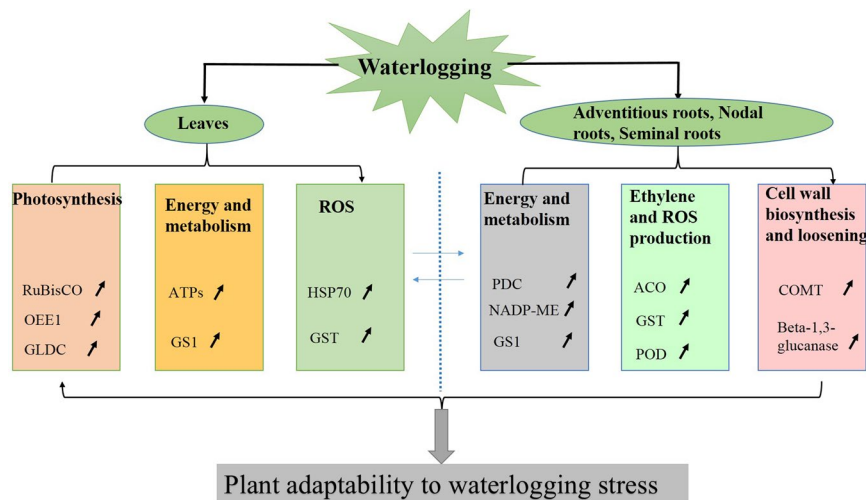 Waterlogging
Leaves
Adventitious roots, Nodal
roots, Seminal roots
Photosynthesis
RuBisCO
OEE1
GLDC
Energy and
metabolism
ATPs
GS1
ROS
HSP70
GST
Energy and
metabolism
PDC
NADP-ME
GS1
Ethylene
and ROS
production
ACO
GST
POD
Cell wall
biosynthesis
and loosening
COMT
Beta-1,3-
glucanase
Plant adaptability to waterlogging stress